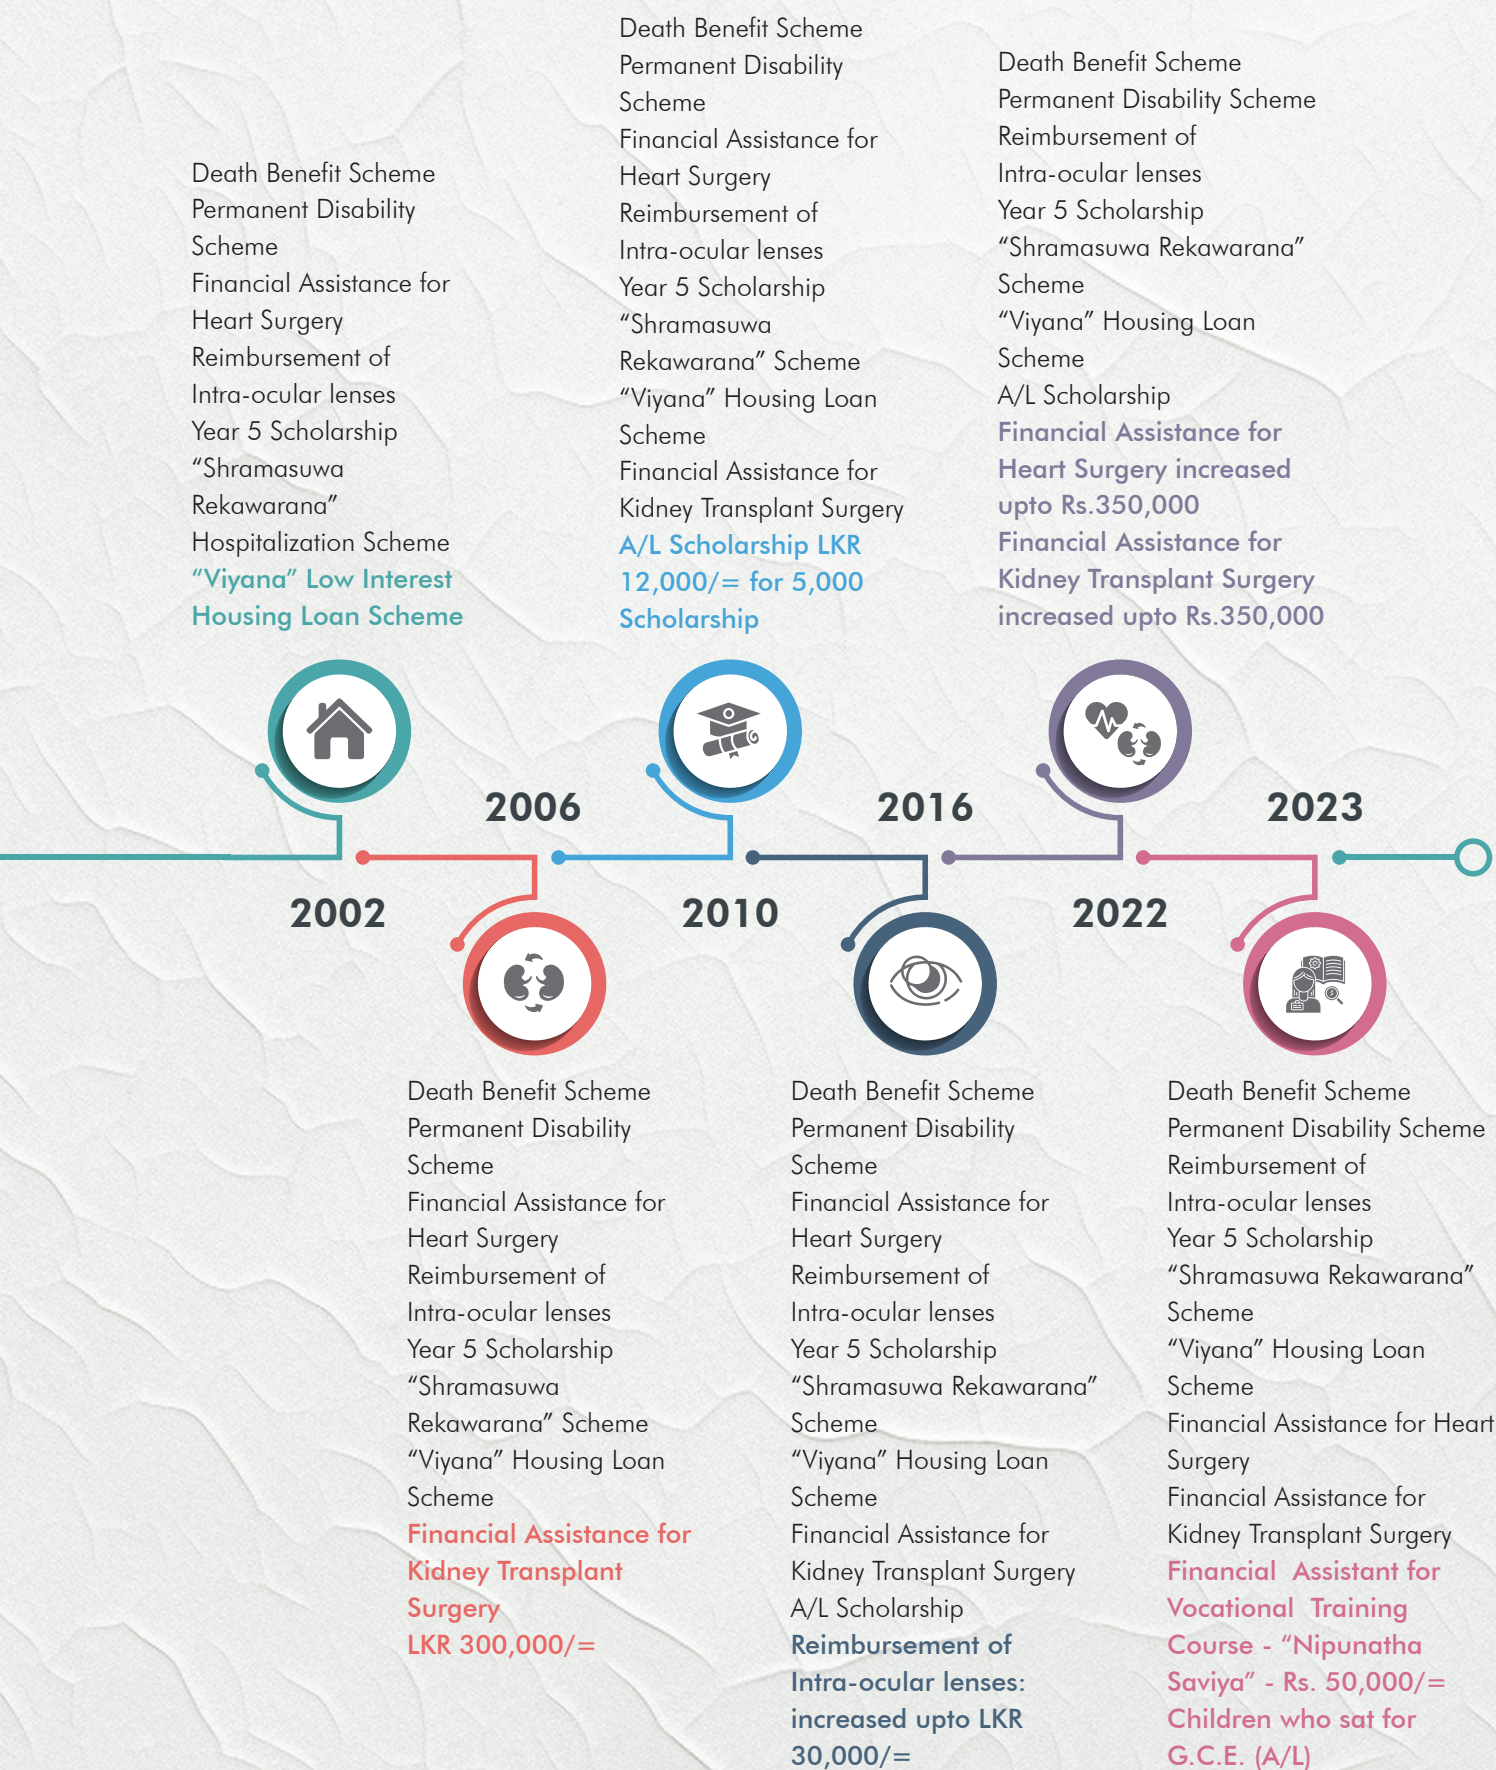 Death Benefit Scheme
Permanent Disability
Scheme
Financial Assistance for
Heart Surgery
Reimbursement of
Intra-ocular lenses
Year 5 Scholarship
“Shramasuwa
Rekawarana”
Hospitalization Scheme
“Viyana” Low Interest
Housing Loan Scheme
2002
Death Benefit Scheme
Permanent Disability
Scheme
Financial Assistance for
Heart Surgery
Reimbursement of
Intra-ocular lenses
Year 5 Scholarship
“Shramasuwa
Rekawarana” Scheme
“Viyana” Housing Loan
Scheme
Financial Assistance for
Kidney Transplant
Surgery
LKR 300,000/=
2006
Death Benefit Scheme
Permanent Disability
Scheme
Financial Assistance for
Heart Surgery
Reimbursement of
Intra-ocular lenses
Year 5 Scholarship
“Shramasuwa
Rekawarana” Scheme
“Viyana” Housing Loan
Scheme
Financial Assistance for
Kidney Transplant Surgery
A/L Scholarship LKR
12,000/= for 5,000
Scholarship
2010
Death Benefit Scheme
Permanent Disability
Scheme
Financial Assistance for
Heart Surgery
Reimbursement of
Intra-ocular lenses
Year 5 Scholarship
“Shramasuwa Rekawarana”
Scheme
“Viyana” Housing Loan
Scheme
Financial Assistance for
Kidney Transplant Surgery
A/L Scholarship
Reimbursement of
Intra-ocular lenses:
increased upto LKR
30,000/=
2016
Death Benefit Scheme
Permanent Disability Scheme
Reimbursement of
Intra-ocular lenses
Year 5 Scholarship
“Shramasuwa Rekawarana”
Scheme
“Viyana” Housing Loan
Scheme
A/L Scholarship
Financial Assistance for
Heart Surgery increased
upto Rs.350,000
Financial Assistance for
Kidney Transplant Surgery
increased upto Rs.350,000
2022
Death Benefit Scheme
Permanent Disability Scheme
Reimbursement of
Intra-ocular lenses
Year 5 Scholarship
“Shramasuwa Rekawarana”
Scheme
“Viyana” Housing Loan
Scheme
Financial Assistance for Heart
Surgery
Financial Assistance for
Kidney Transplant Surgery
Financial Assistant for
Vocational Training
Course - “Nipunatha
Saviya” - Rs. 50,000/=
Children who sat for
G.C.E. (A/L)
2023